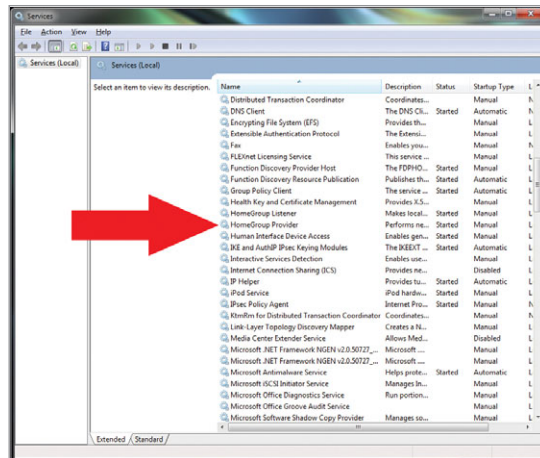 Services
File Action View Help
Services (Local)
Services (Local)
Select an item to view its description.
Name Description Status Startup Type L
Distributed Transaction Coordinator Coordinates... Manual N
DNS Client The DNS Cli... Started Automatic N
Encrypting File System (EFS) Provides th... Manual L
Extensible Authentication Protocol The Extensi... Manual L
Fax Enables you... Manual N
FLEXnet Licensing Service This service ... Manual L
Function Discovery Provider Host The FDPHO... Started Manual L
Function Discovery Resource Publication Publishes th... Started Automatic L
Group Policy Client The service ... Started Automatic L
Health Key and Certificate Management Provides X.5... Manual L
HomeGroup Listener Makes local... Started Manual L
HomeGroup Provider Performs ne... Started Manual L
Human Interface Device Access Enables gen... Started Manual L
IKE and AuthIP IPsec Keying Modules The IKEEXT ... Started Automatic L
Interactive Services Detection Enables use... Manual L
Internet Connection Sharing (ICS) Provides ne... Disabled L
IP Helper Provides tu... Started Automatic L
iPod Service iPod hardw... Started Manual L
IPsec Policy Agent Internet Pro... Started Manual N
KtmRm for Distributed Transaction Coordinator Coordinates... Manual N
Link-Layer Topology Discovery Mapper Creates a N... Manual L
Media Center Extender Service Allows Med... Disabled L
Microsoft .NET Framework NGEN v2.0.50727_... Microsoft .... Manual L
Microsoft .NET Framework NGEN v2.0.50727_... Microsoft .... Manual L
Microsoft Antimalware Service Helps prote... Started Automatic L
Microsoft iSCSI Initiator Service Manages In... Manual L
Microsoft Office Diagnostics Service Run portion... Manual L
Microsoft Office Groove Audit Service Manual L
Microsoft Software Shadow Copy Provider Manages so... Manual L
Extended Standard